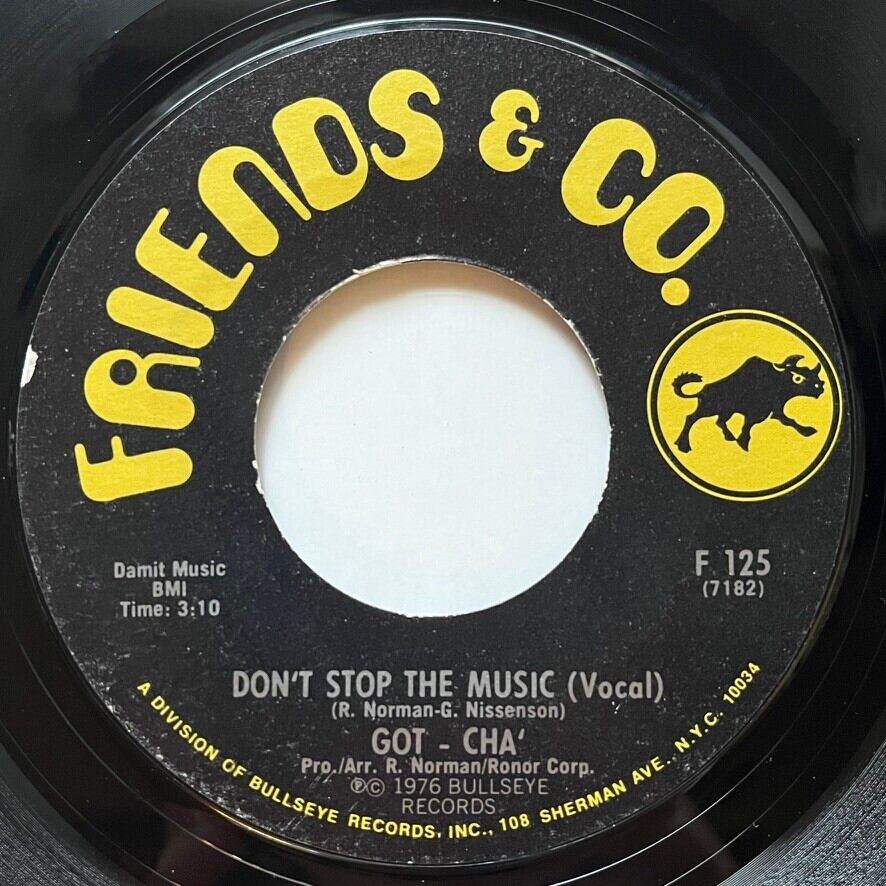 FRIENDS & CO.
Damit Music
BMI
Time: 3:10
F 125
(7182)
DON'T STOP THE MUSIC (Vocal)
(R. Norman-G. Nissenson)
GOT - CHA'
Pro./Arr. R. Norman/Ronor Corp.
℗© 1976 BULLSEYE
RECORDS
A DIVISION OF BULLSEYE RECORDS, INC., 108 SHERMAN AVE., N.Y.C. 10034